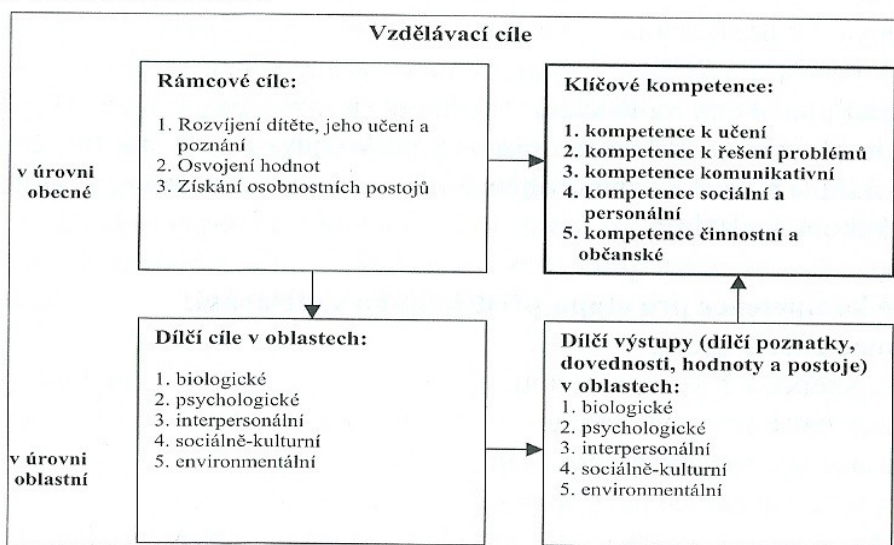 Vzdělávací cíle
Rámcové cíle:
1. Rozvíjení dítěte, jeho učení a
poznání
2. Osvojení hodnot
3. Získání osobnostních postojů
Klíčové kompetence:
1. kompetence k učení
2. kompetence k řešení problémů
3. kompetence komunikativní
4. kompetence sociální a
personální
5. kompetence činnostní a
občanské
v úrovni
obecné
Dílčí cíle v oblastech:
1. biologické
2. psychologické
3. interpersonální
4. sociálně-kulturní
5. environmentální
Dílčí výstupy (dílčí poznatky,
dovednosti, hodnoty a postoje)
v oblastech:
1. biologické
2. psychologické
3. interpersonální
4. sociálně-kulturní
5. environmentální
v úrovni
oblastní